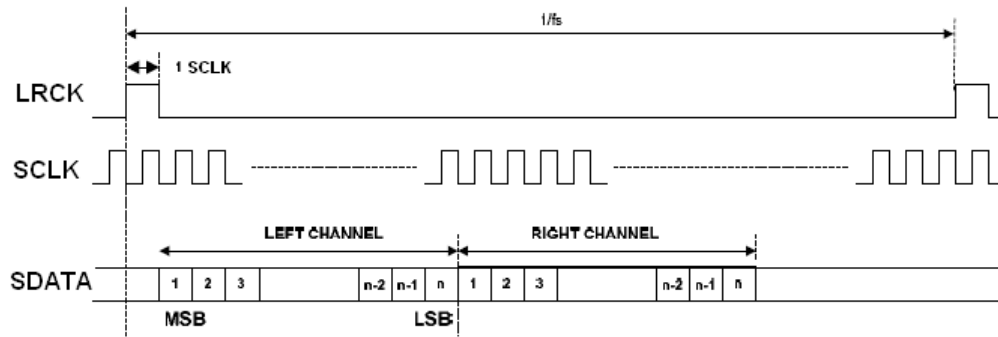 1/fs
1 SCLK
LRCK
SCLK
LEFT CHANNEL RIGHT CHANNEL
SDATA 1 2 3 n-2 n-1 n 1 2 3 n-2 n-1 n
MSB LSB